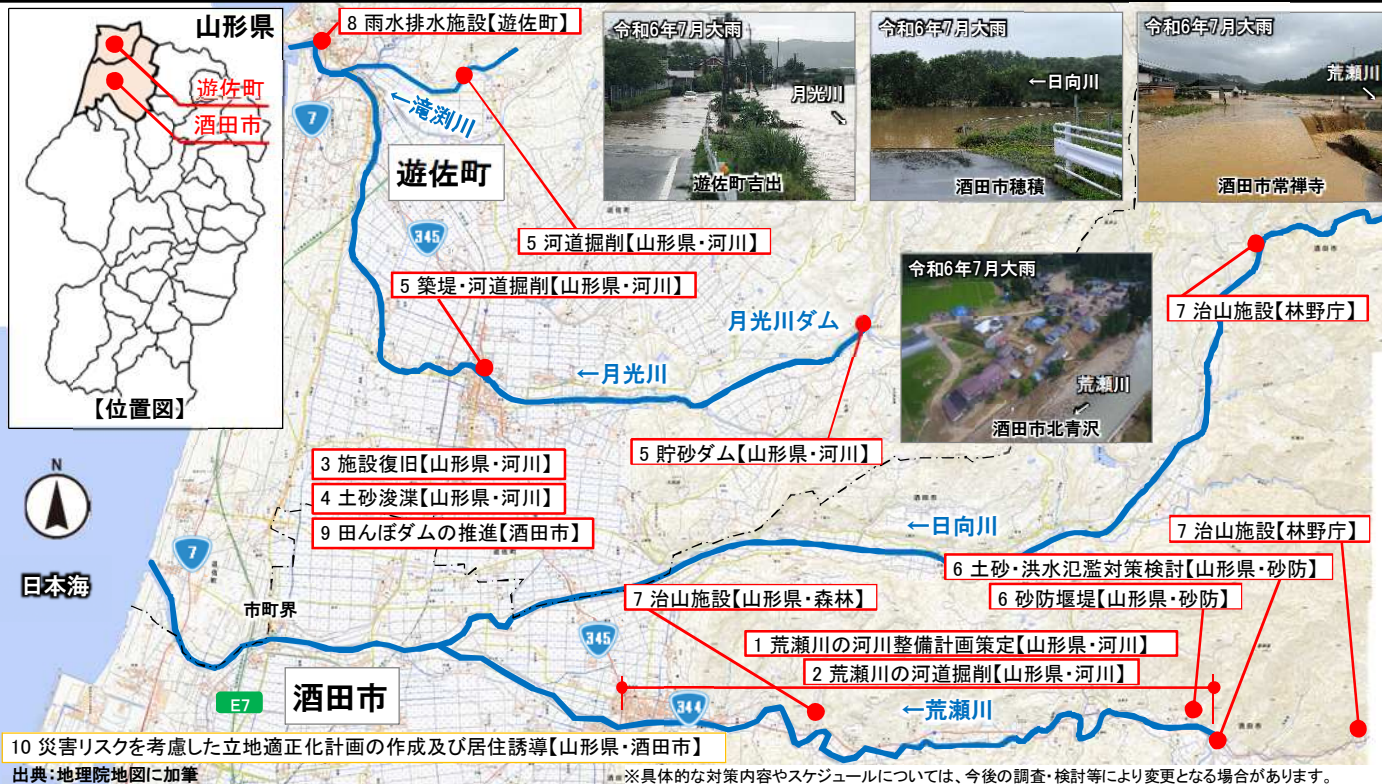 山形県
遊佐町
酒田市
【位置図】
8 雨水排水施設【遊佐町】
7
←滝渕川
遊佐町
345
5 河道掘削【山形県・河川】
5 築堤・河道掘削【山形県・河川】
令和6年7月大雨
月光川
遊佐町吉出
令和6年7月大雨
←日向川
酒田市穂積
令和6年7月大雨
荒瀬川
酒田市常禅寺
令和6年7月大雨
荒瀬川
酒田市北青沢
7 治山施設【林野庁】
月光川ダム
←月光川
5 貯砂ダム【山形県・河川】
3 施設復旧【山形県・河川】
4 土砂浚渫【山形県・河川】
9 田んぼダムの推進【酒田市】
N
日本海
7
市町界
←日向川
7 治山施設【林野庁】
6 土砂・洪水氾濫対策検討【山形県・砂防】
7 治山施設【山形県・森林】
6 砂防堰堤【山形県・砂防】
345
1 荒瀬川の河川整備計画策定【山形県・河川】
2 荒瀬川の河道掘削【山形県・河川】
E7
酒田市
344
←荒瀬川
10 災害リスクを考慮した立地適正化計画の作成及び居住誘導【山形県・酒田市】
出典:地理院地図に加筆
※具体的な対策内容やスケジュールについては、今後の調査・検討等により変更となる場合があります。